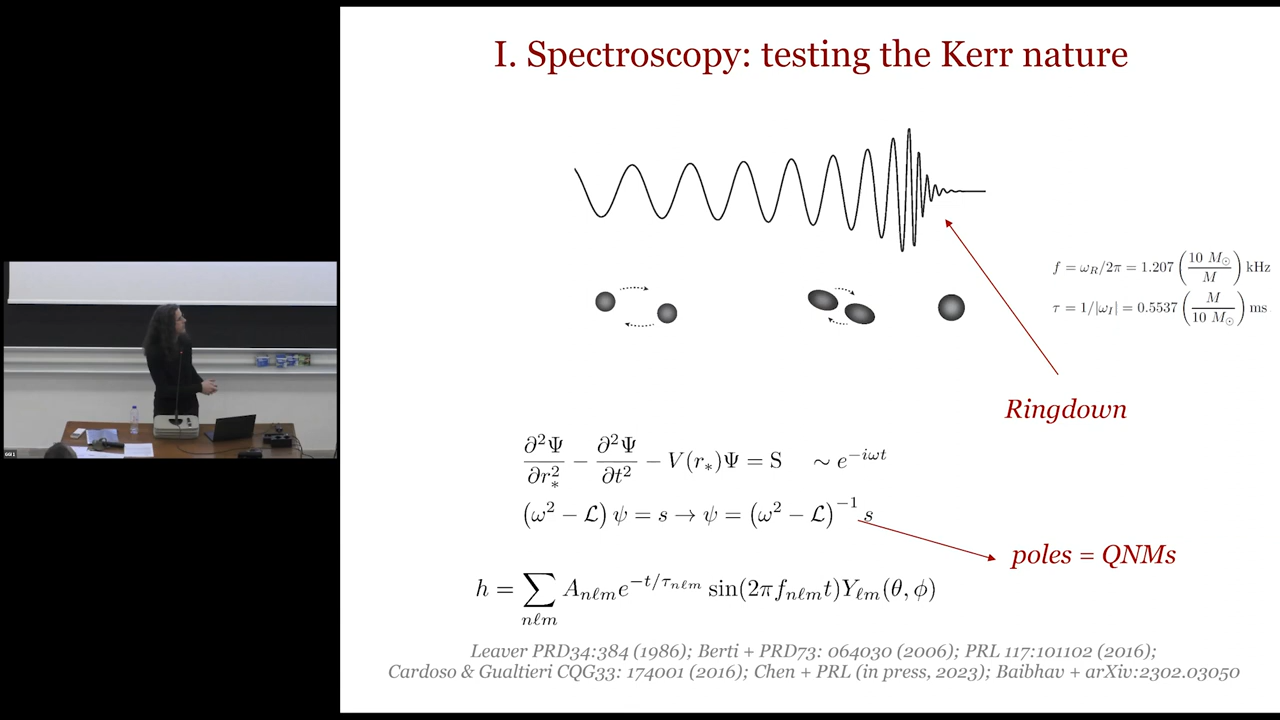 I. Spectroscopy: testing the Kerr nature
f = ω_R/2π = 1.207 (10 M_⊙ / M) kHz
τ = 1/|ω_I| = 0.5537 (M / 10 M_⊙) ms
Ringdown
∂²Ψ/∂r_*² − ∂²Ψ/∂t² − V(r_*)Ψ = S ∼ e^{−iωt}
(ω² − ℒ) ψ = s → ψ = (ω² − ℒ)^{−1} s
poles = QNMs
h = ∑_{nℓm} A_{nℓm} e^{−t/τ_{nℓm}} sin(2πf_{nℓm}t)Y_{ℓm}(θ, ϕ)
Leaver PRD34:384 (1986); Berti + PRD73: 064030 (2006); PRL 117:101102 (2016);
Cardoso & Gualtieri CQG33: 174001 (2016); Chen + PRL (in press, 2023); Baibhav + arXiv:2302.03050